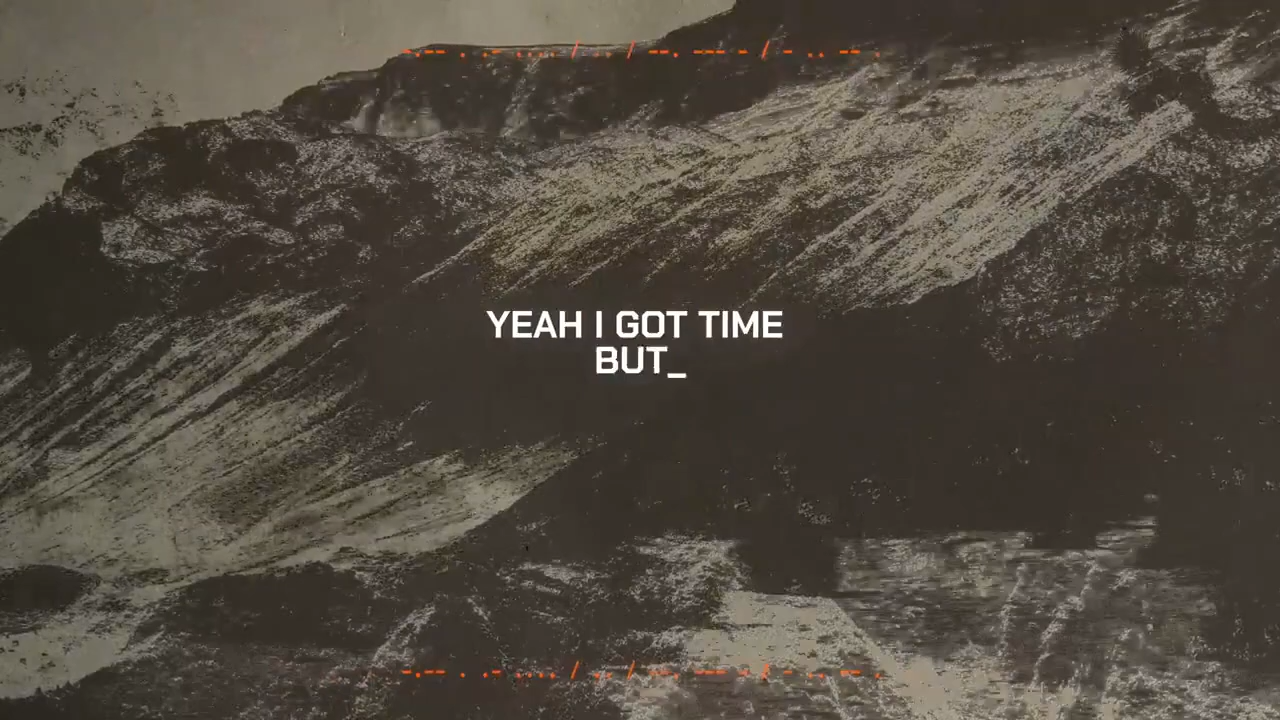 -.-- . .- .... / .. / --. --- - / - .. -- .
YEAH I GOT TIME
BUT_
-.-- . .- .... / .. / --. --- - / - .. -- .